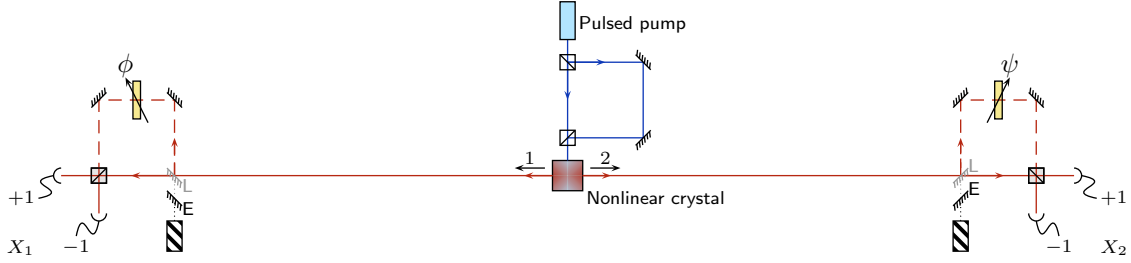 Pulsed pump
ϕ
ψ
1 2
L
L
E
E
Nonlinear crystal
+1
+1
−1
−1
X1
X2